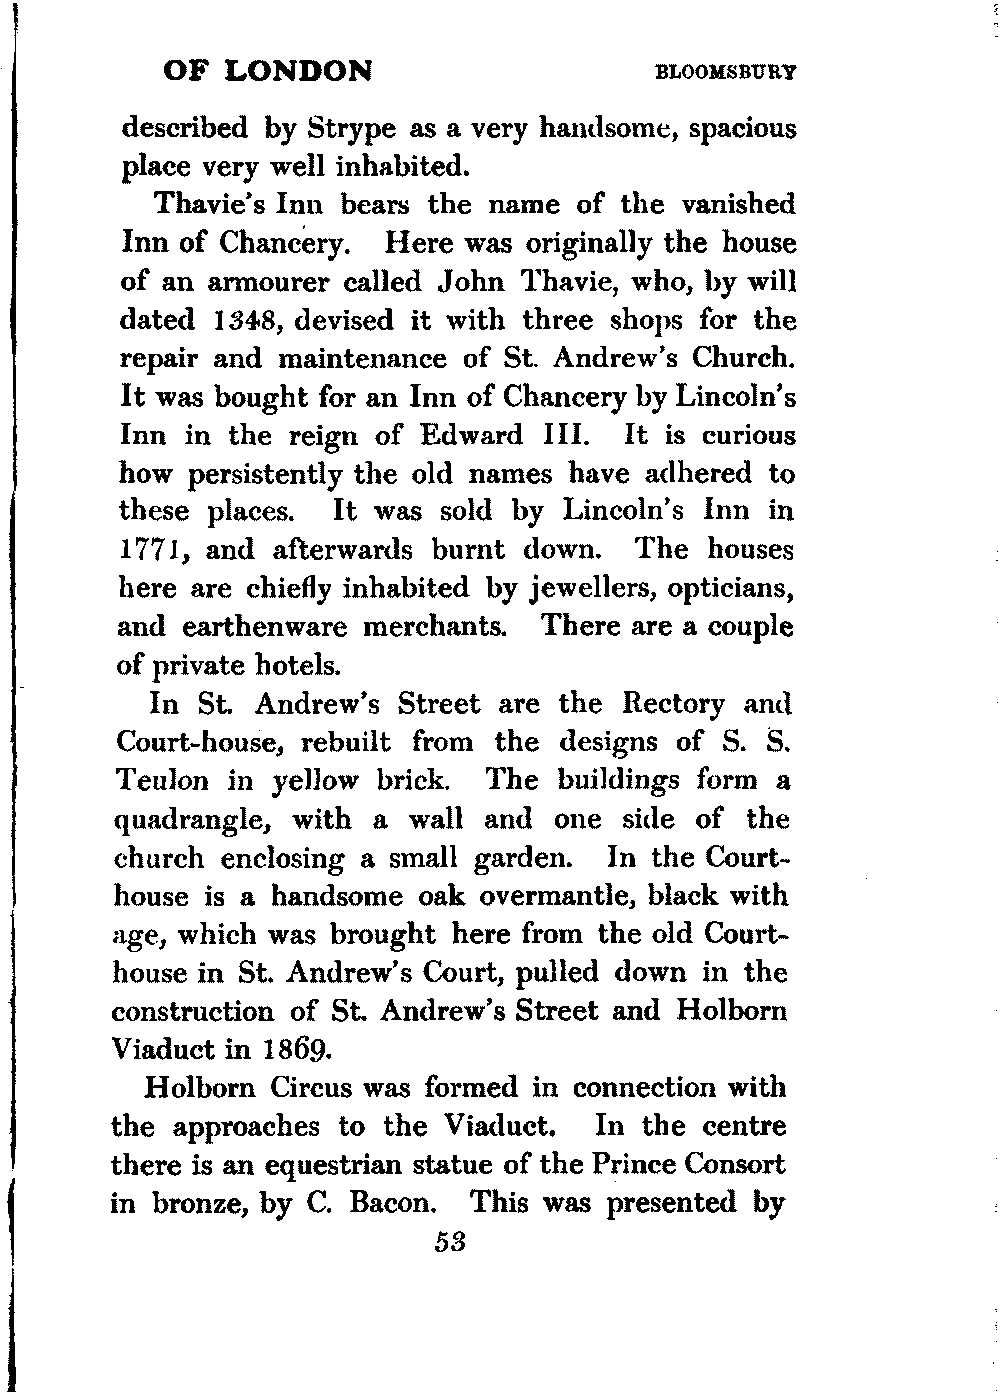 OF LONDON BLOOMSBURY
described by Strype as a very handsome, spacious
place very well inhabited.
Thavie's Inn bears the name of the vanished
Inn of Chancery. Here was originally the house
of an armourer called John Thavie, who, by will
dated 1348, devised it with three shops for the
repair and maintenance of St. Andrew's Church.
It was bought for an Inn of Chancery by Lincoln's
Inn in the reign of Edward III. It is curious
how persistently the old names have adhered to
these places. It was sold by Lincoln's Inn in
1771, and afterwards burnt down. The houses
here are chiefly inhabited by jewellers, opticians,
and earthenware merchants. There are a couple
of private hotels.
In St. Andrew's Street are the Rectory and
Court-house, rebuilt from the designs of S. S.
Teulon in yellow brick. The buildings form a
quadrangle, with a wall and one side of the
church enclosing a small garden. In the Court-
house is a handsome oak overmantle, black with
age, which was brought here from the old Court-
house in St. Andrew's Court, pulled down in the
construction of St. Andrew's Street and Holborn
Viaduct in 1869.
Holborn Circus was formed in connection with
the approaches to the Viaduct. In the centre
there is an equestrian statue of the Prince Consort
in bronze, by C. Bacon. This was presented by
53